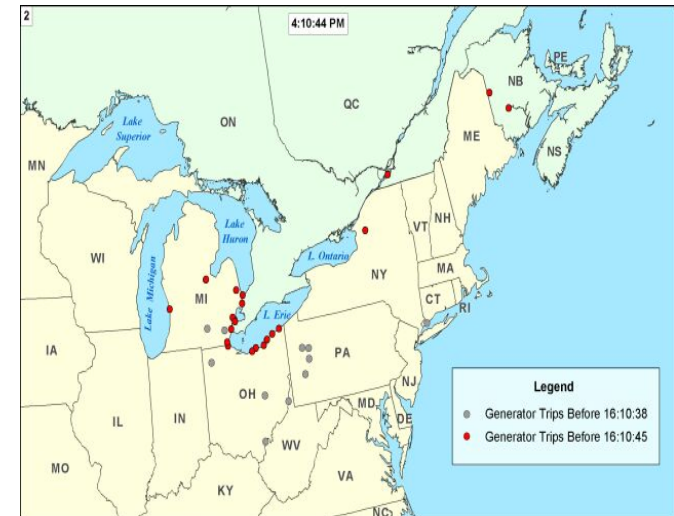 2
4:10:44 PM
PE
NB
QC
ON
Lake
Superior
ME
NS
MN
Lake
Huron
VT
NH
L. Ontario
WI
Lake Michigan
NY
MA
MI
CT
RI
L. Erie
IA
PA
OH
NJ
MD
DE
IL
IN
WV
MO
VA
KY
NC
Legend
Generator Trips Before 16:10:38
Generator Trips Before 16:10:45